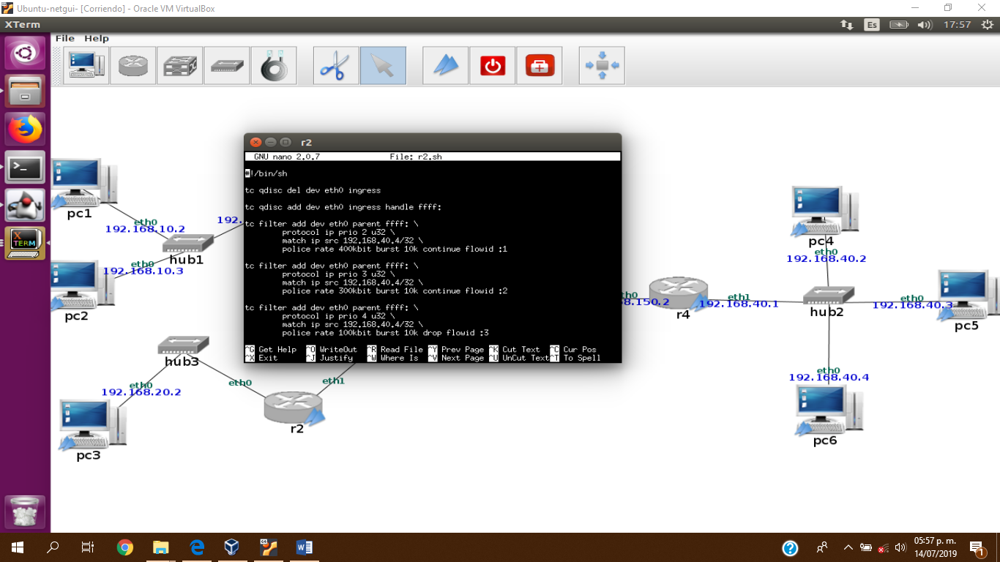 Ubuntu-netgui- [Corriendo] - Oracle VM VirtualBox
XTerm
Es
17:57
File Help
r2
GNU nano 2.0.7 File: r2.sh
#!/bin/sh
tc qdisc del dev eth0 ingress
tc qdisc add dev eth0 ingress handle ffff:
tc filter add dev eth0 parent ffff: \
protocol ip prio 2 u32 \
match ip src 192.168.40.4/32 \
police rate 400kbit burst 10k continue flowid :1
tc filter add dev eth0 parent ffff: \
protocol ip prio 3 u32 \
match ip src 192.168.40.4/32 \
police rate 300kbit burst 10k continue flowid :2
tc filter add dev eth0 parent ffff: \
protocol ip prio 4 u32 \
match ip src 192.168.40.4/32 \
police rate 100kbit burst 10k drop flowid :3
^G Get Help ^O WriteOut ^R Read File ^Y Prev Page ^K Cut Text ^C Cur Pos
^X Exit ^J Justify ^W Where Is ^V Next Page ^U UnCut Text ^T To Spell
pc1
eth0
192.168.10.2
192.
hub1
eth0
192.168.10.3
pc2
hub3
eth0
192.168.20.2
pc3
eth0
eth1
r2
th0
8.150.2
r4
eth1
192.168.40.1
pc4
eth0
192.168.40.2
hub2
eth0
192.168.40.3
pc5
eth0
192.168.40.4
pc6
X
TERM
W
05:57 p. m.
14/07/2019
1